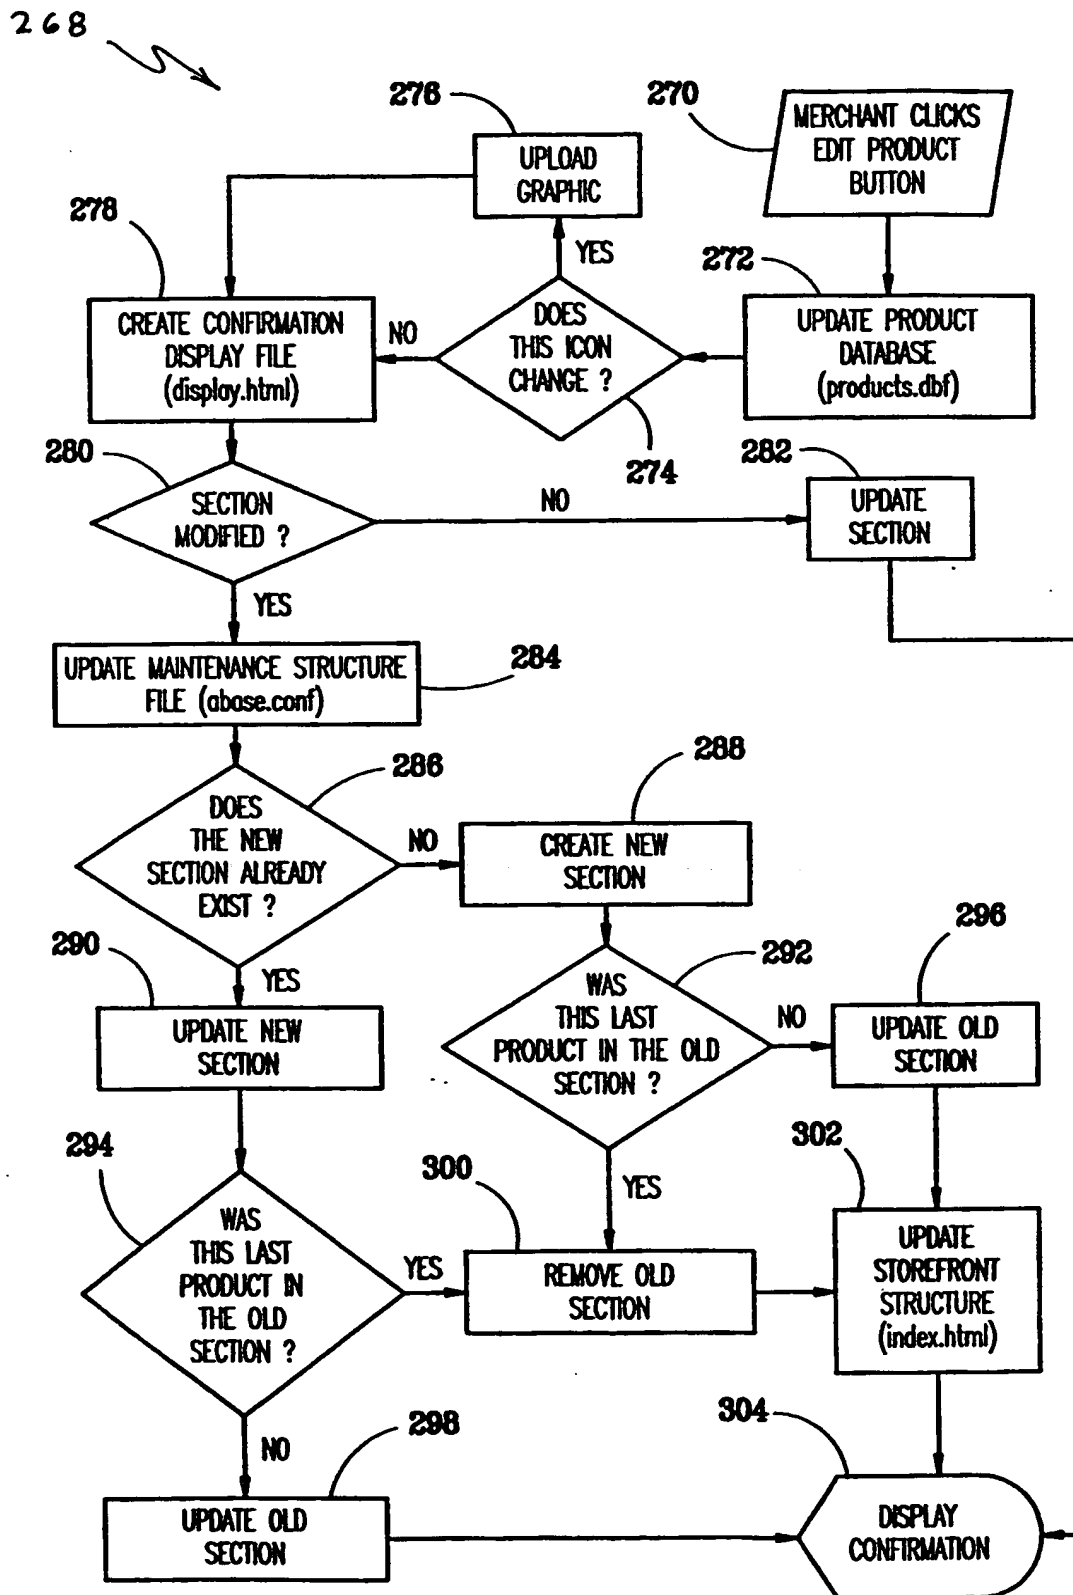 268
276
270
MERCHANT CLICKS
EDIT PRODUCT
BUTTON
UPLOAD
GRAPHIC
278
YES
272
CREATE CONFIRMATION
DISPLAY FILE
(display.html)
NO
DOES
THIS ICON
CHANGE ?
UPDATE PRODUCT
DATABASE
(products.dbf)
280
274
282
SECTION
MODIFIED ?
NO
UPDATE
SECTION
YES
UPDATE MAINTENANCE STRUCTURE
FILE (abase.conf)
284
286
288
DOES
THE NEW
SECTION ALREADY
EXIST ?
NO
CREATE NEW
SECTION
290
YES
292
296
UPDATE NEW
SECTION
WAS
THIS LAST
PRODUCT IN THE OLD
SECTION ?
NO
UPDATE OLD
SECTION
294
300
YES
302
WAS
THIS LAST
PRODUCT IN
THE OLD
SECTION ?
YES
REMOVE OLD
SECTION
UPDATE
STOREFRONT
STRUCTURE
(index.html)
NO
298
304
UPDATE OLD
SECTION
DISPLAY
CONFIRMATION